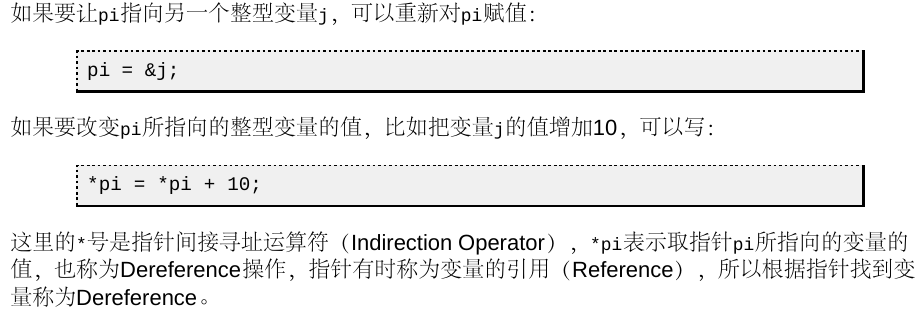 如果要让pi指向另一个整型变量j，可以重新对pi赋值：
pi = &j;
如果要改变pi所指向的整型变量的值，比如把变量j的值增加10，可以写：
*pi = *pi + 10;
这里的*号是指针间接寻址运算符（Indirection Operator），*pi表示取指针pi所指向的变量的
值，也称为Dereference操作，指针有时称为变量的引用（Reference），所以根据指针找到变
量称为Dereference。